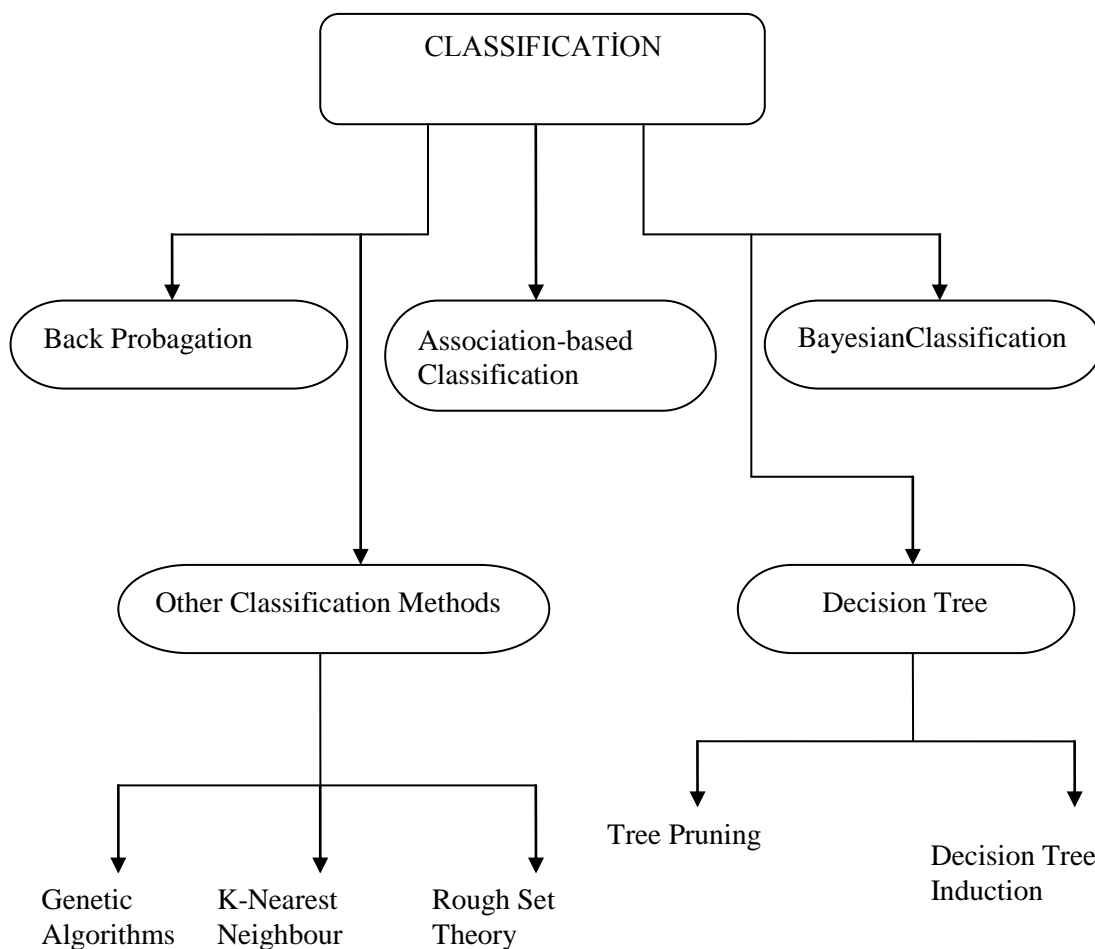 CLASSIFICATİON
Back Probagation
Association-based
Classification
BayesianClassification
Other Classification Methods
Decision Tree
Tree Pruning
Decision Tree
Induction
Genetic
Algorithms
K-Nearest
Neighbour
Rough Set
Theory